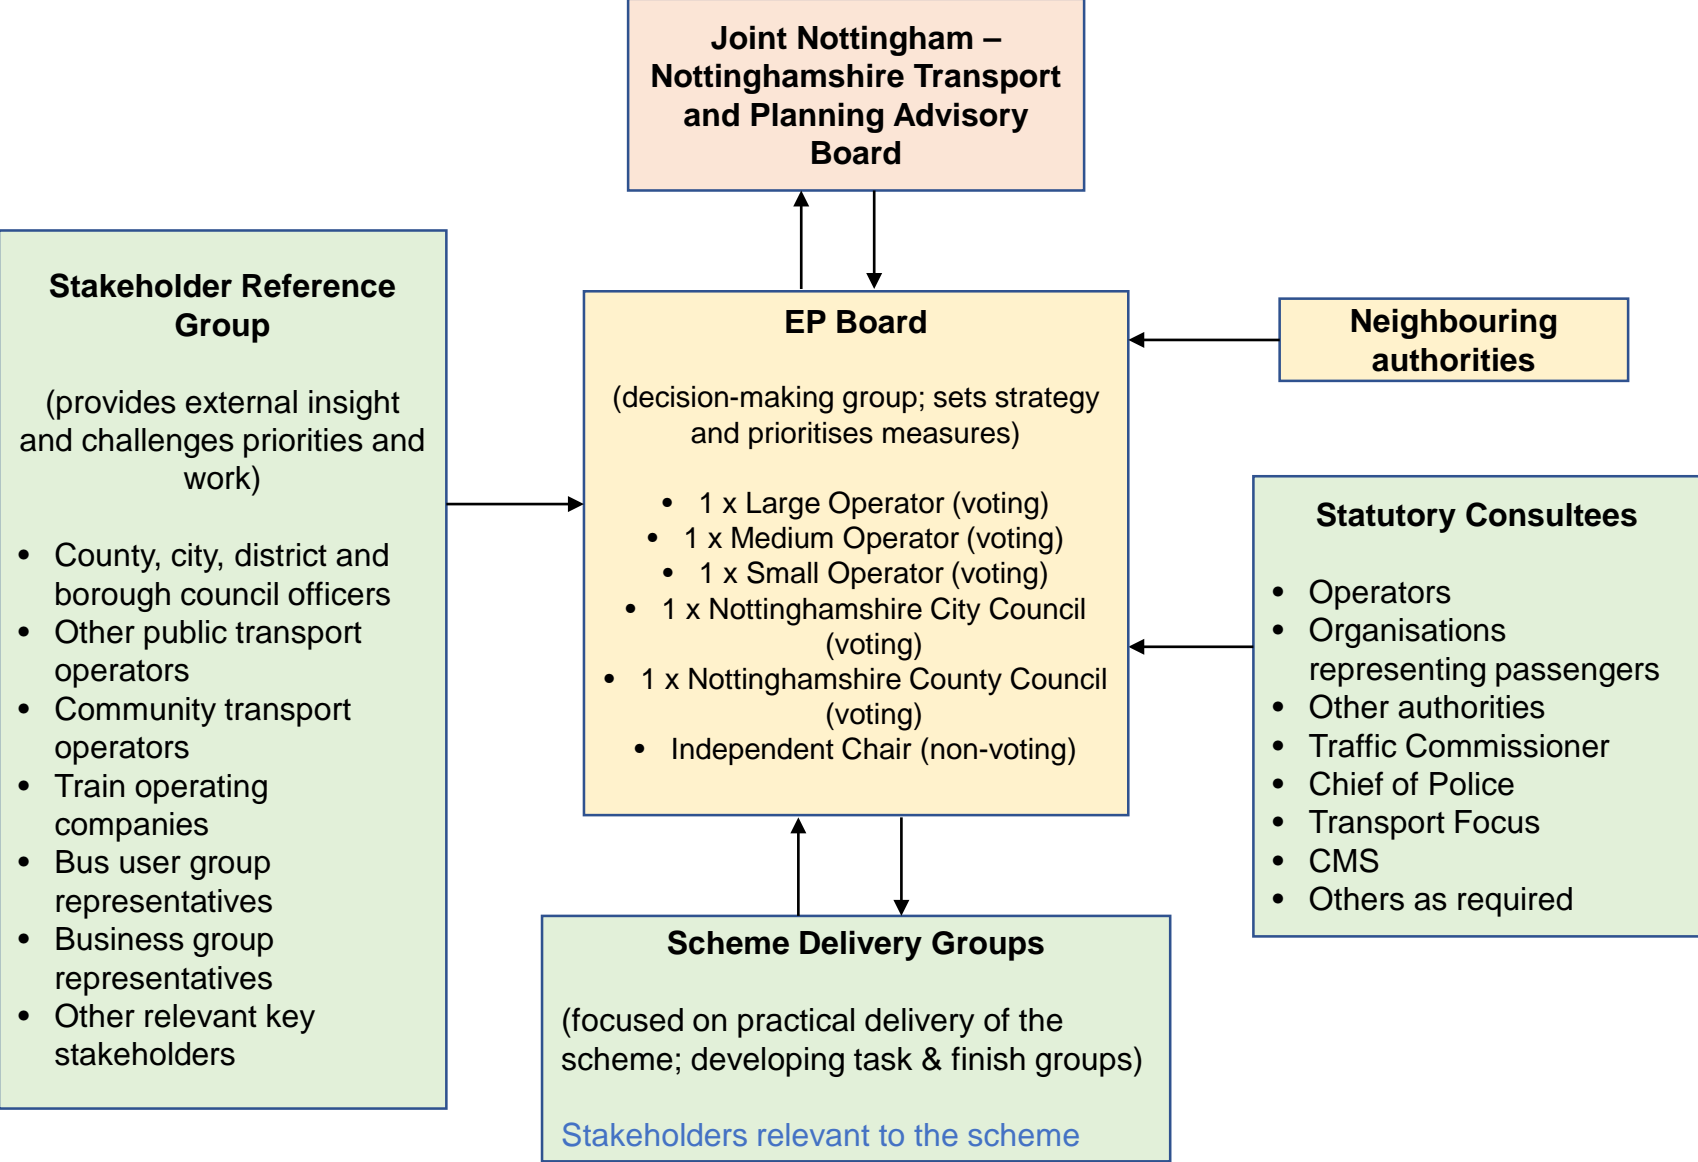 Joint Nottingham –
Nottinghamshire Transport
and Planning Advisory
Board
Stakeholder Reference
Group
(provides external insight
and challenges priorities and
work)
• County, city, district and
borough council officers
• Other public transport
operators
• Community transport
operators
• Train operating
companies
• Bus user group
representatives
• Business group
representatives
• Other relevant key
stakeholders
EP Board
(decision-making group; sets strategy
and prioritises measures)
• 1 x Large Operator (voting)
• 1 x Medium Operator (voting)
• 1 x Small Operator (voting)
• 1 x Nottinghamshire City Council
(voting)
• 1 x Nottinghamshire County Council
(voting)
• Independent Chair (non-voting)
Neighbouring
authorities
Statutory Consultees
• Operators
• Organisations
representing passengers
• Other authorities
• Traffic Commissioner
• Chief of Police
• Transport Focus
• CMS
• Others as required
Scheme Delivery Groups
(focused on practical delivery of the
scheme; developing task & finish groups)
Stakeholders relevant to the scheme